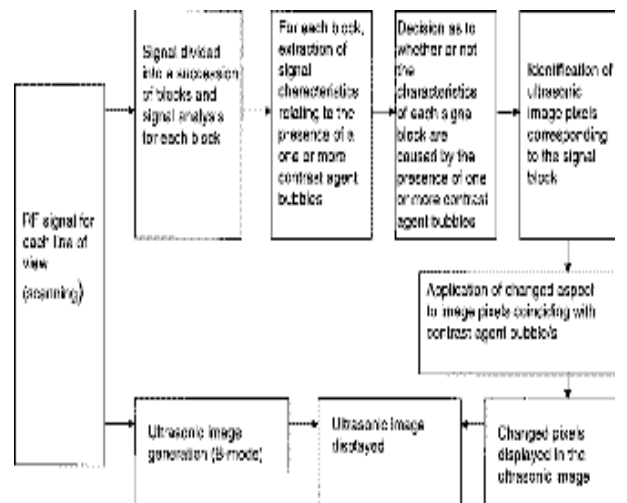 Signal divided
into a succession
of blocks and
signal analysis
for each block
For each block,
extraction of
signal
characteristics
relating to the
presence of a
one or more
contrast agent
bubbles
Decision as to
whether or not
the
characteristics
of each signa
block are
caused by the
presence of one
or more contrast
agent bubbles
Identification of
ultrasonic
image pixels
corresponding
to the signal
block
RF signal for
each line of
view
(scanning)
Application of changed aspect
to image pixels coinciding with
contrast agent bubble/s
Ultrasonic image
generation (B-mode)
Ultrasonic image
displayed
Changed pixels
displayed in the
ultrasonic image